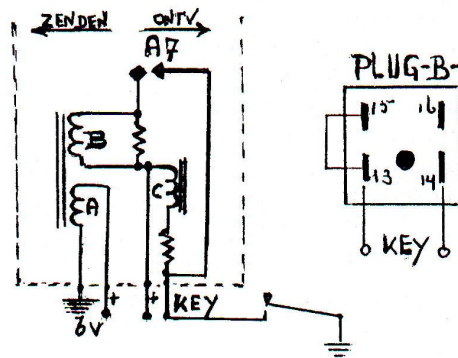 ZENDEN ONTV
A7
PLUG-B-
15 16
B
C
A
13 14
KEY
+ + KEY
6V